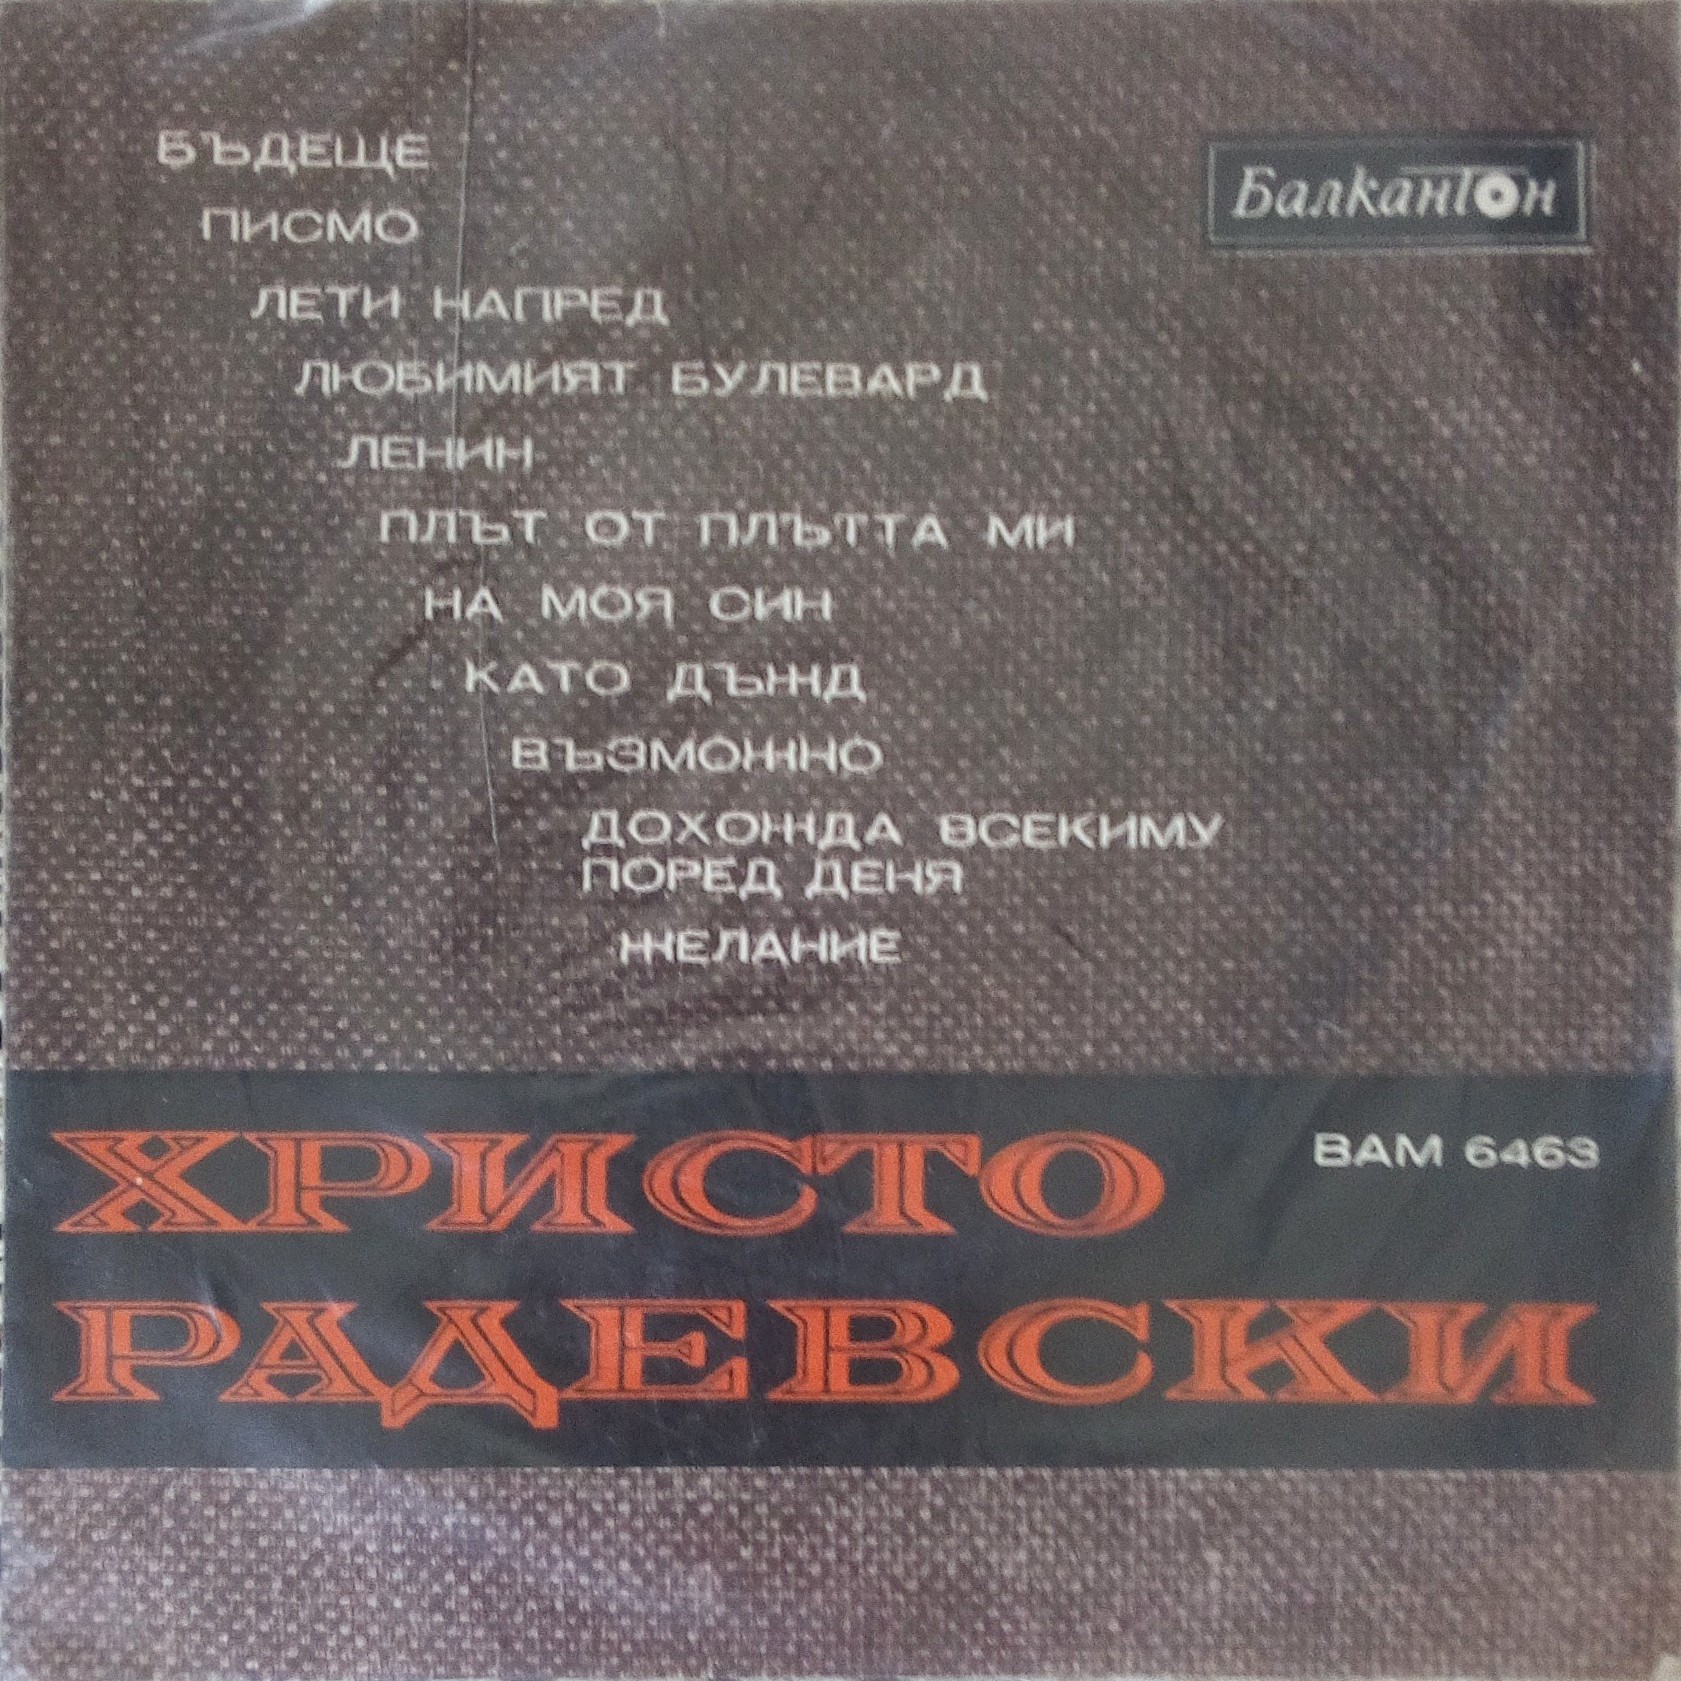 БЪДЕЩЕ
Балкантон
ПИСМО
ЛЕТИ НАПРЕД
ЛЮБИМИЯТ БУЛЕВАРД
ЛЕНИН
ПЛЪТ ОТ ПЛЪТТА МИ
НА МОЯ СИН
КАТО ДЪЖД
ВЪЗМОЖНО
ДОХОЖДА ВСЕКИМУ
ПОРЕД ДЕНЯ
ЖЕЛАНИЕ
ХРИСТО
ВАМ 6463
РАДЕВСКИ